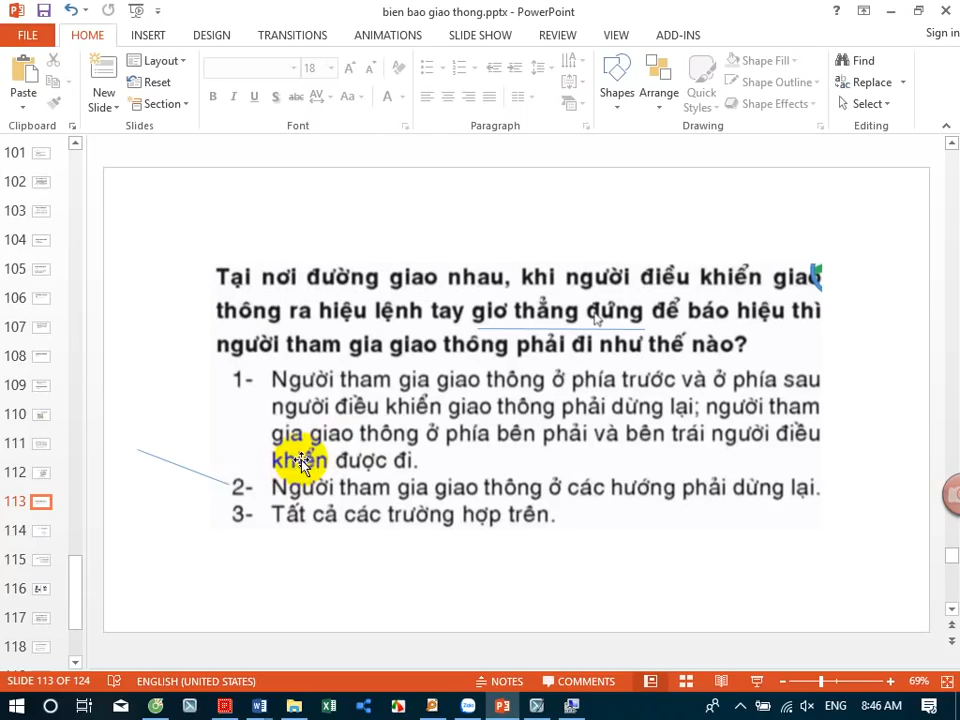 bien bao giao thong.pptx - PowerPoint
FILE HOME INSERT DESIGN TRANSITIONS ANIMATIONS SLIDE SHOW REVIEW VIEW ADD-INS Sign in
Paste
New Slide
Layout
Reset
Section
18
Shapes
Arrange
Quick Styles
Shape Fill
Shape Outline
Shape Effects
Find
Replace
Select
Clipboard Slides Font Paragraph Drawing Editing
101
102
103
104
105
106
107
108
109
110
111
112
113
114
115
116
117
118
Tại nơi đường giao nhau, khi người điều khiển giao
thông ra hiệu lệnh tay giơ thẳng đứng để báo hiệu thì
người tham gia giao thông phải đi như thế nào?
1- Người tham gia giao thông ở phía trước và ở phía sau
người điều khiển giao thông phải dừng lại; người tham
gia giao thông ở phía bên phải và bên trái người điều
khiển được đi.
2- Người tham gia giao thông ở các hướng phải dừng lại.
3- Tất cả các trường hợp trên.
SLIDE 113 OF 124 ENGLISH (UNITED STATES) NOTES COMMENTS 69%
ENG 8:46 AM